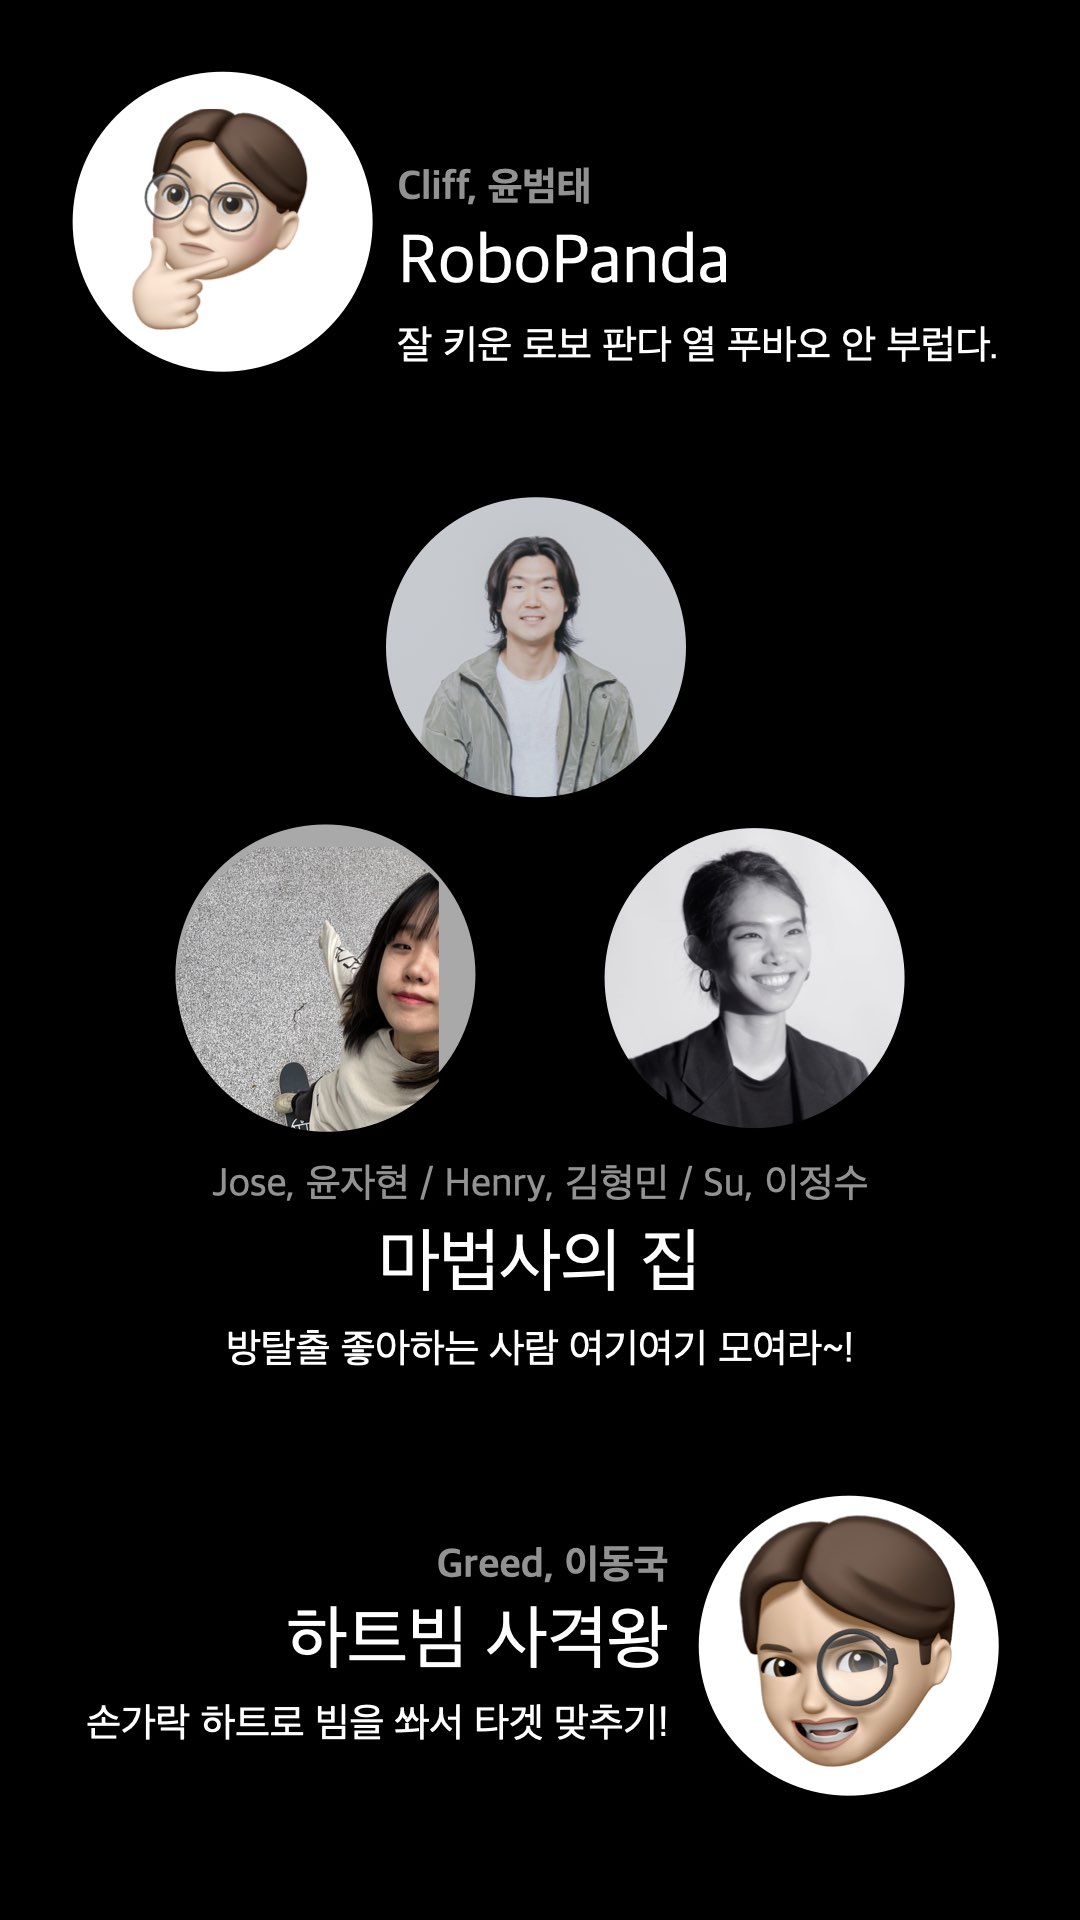 Cliff, 윤범태
RoboPanda
잘 키운 로보 판다 열 푸바오 안 부럽다.
Jose, 윤자현 / Henry, 김형민 / Su, 이정수
마법사의 집
방탈출 좋아하는 사람 여기여기 모여라~!
Greed, 이동국
하트빔 사격왕
손가락 하트로 빔을 쏴서 타겟 맞추기!